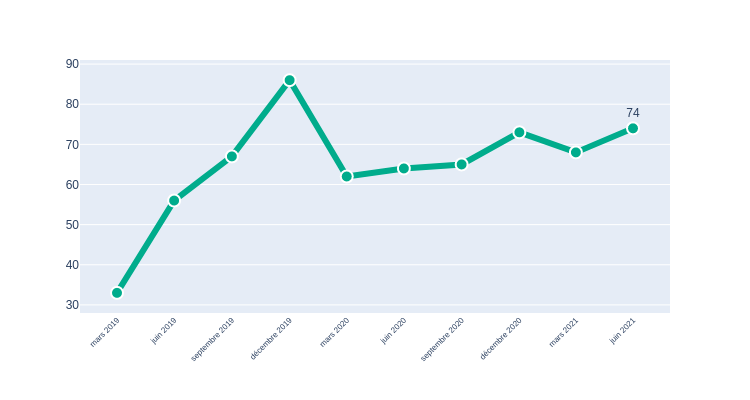 90
80
70
60
50
40
30
74
mars 2019
juin 2019
septembre 2019
décembre 2019
mars 2020
juin 2020
septembre 2020
décembre 2020
mars 2021
juin 2021